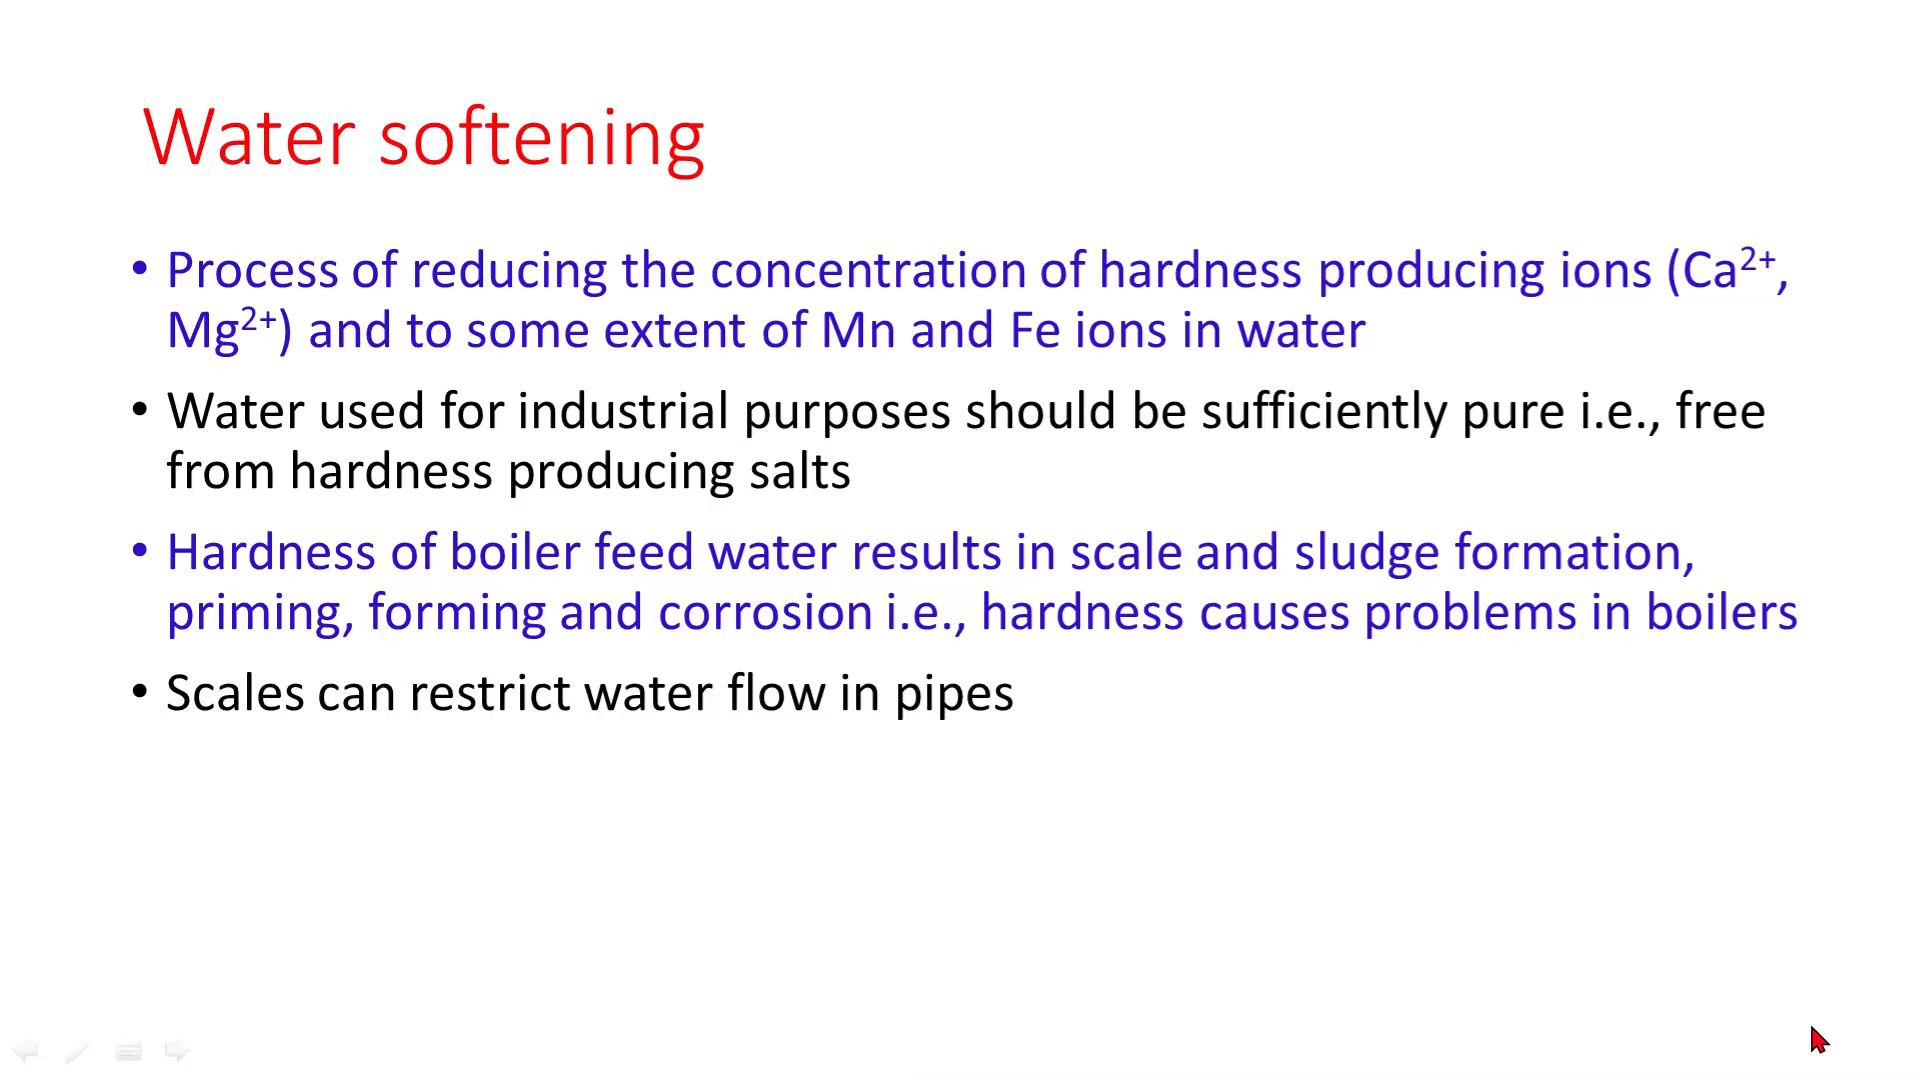 Water softening
• Process of reducing the concentration of hardness producing ions (Ca²⁺,
Mg²⁺) and to some extent of Mn and Fe ions in water
• Water used for industrial purposes should be sufficiently pure i.e., free
from hardness producing salts
• Hardness of boiler feed water results in scale and sludge formation,
priming, forming and corrosion i.e., hardness causes problems in boilers
• Scales can restrict water flow in pipes